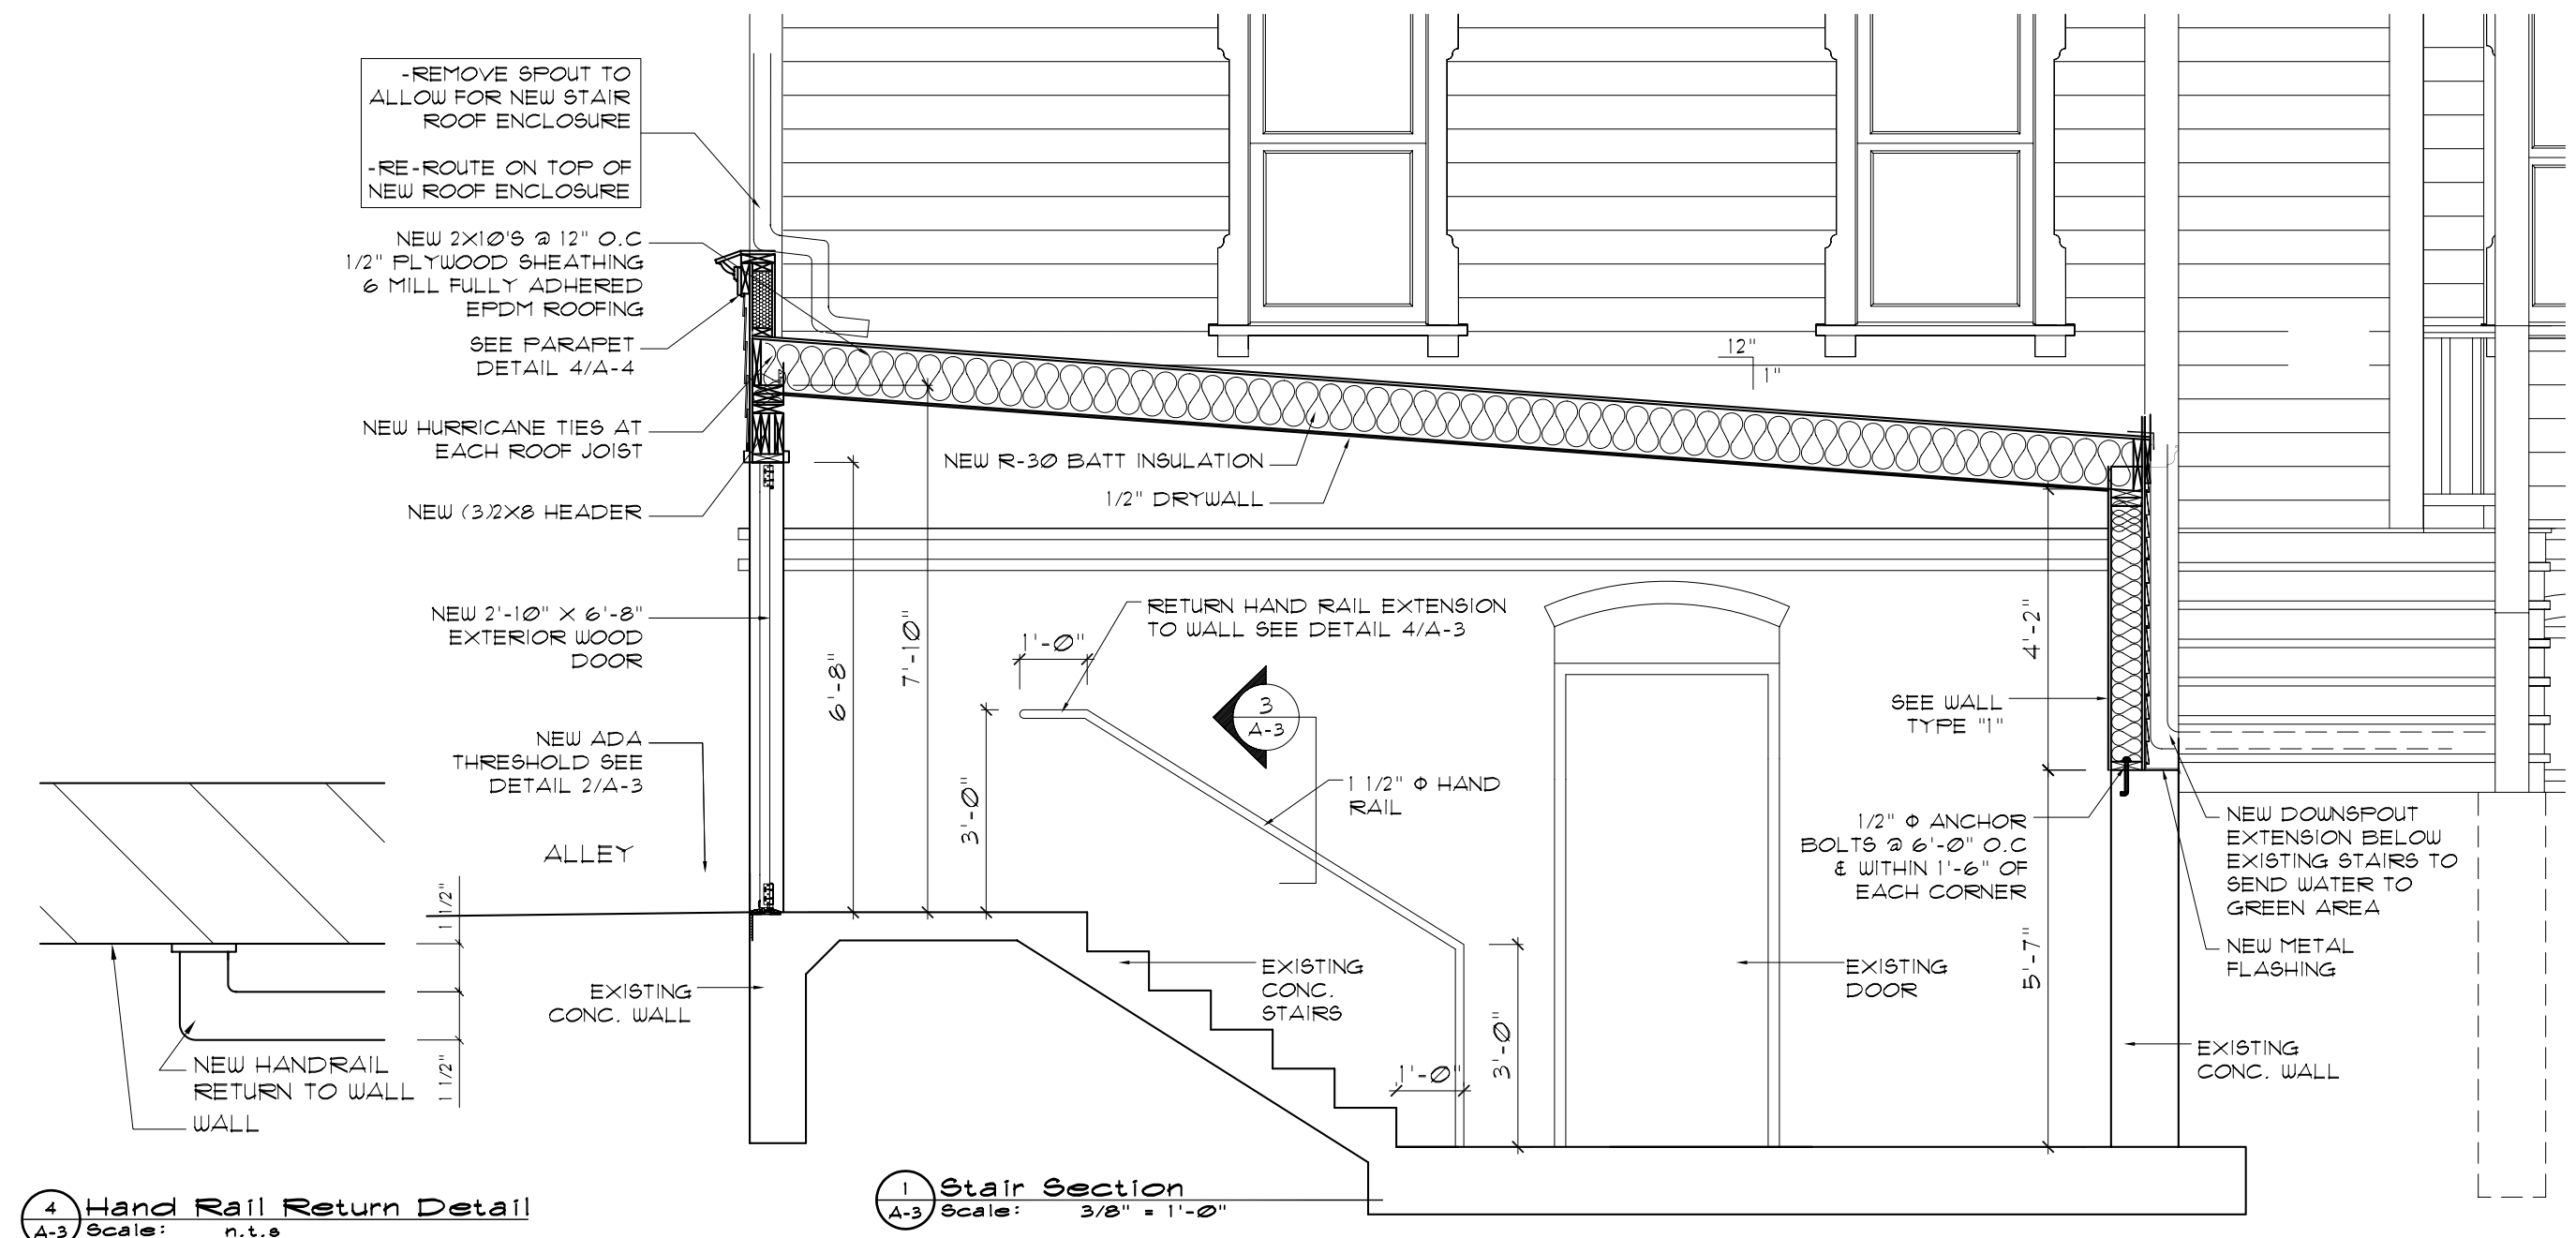 -REMOVE SPOUT TO
ALLOW FOR NEW STAIR
ROOF ENCLOSURE
-RE-ROUTE ON TOP OF
NEW ROOF ENCLOSURE
NEW 2X10'S @ 12" O.C
1/2" PLYWOOD SHEATHING
6 MILL FULLY ADHERED
EPDM ROOFING
SEE PARAPET
DETAIL 4/A-4
NEW HURRICANE TIES AT
EACH ROOF JOIST
NEW (3)2X8 HEADER
NEW 2'-10" X 6'-8"
EXTERIOR WOOD
DOOR
NEW ADA
THRESHOLD SEE
DETAIL 2/A-3
ALLEY
EXISTING
CONC. WALL
12"
1"
NEW R-30 BATT INSULATION
1/2" DRYWALL
RETURN HAND RAIL EXTENSION
TO WALL SEE DETAIL 4/A-3
1'-0"
6'-8"
7'-10"
3'-0"
3
A-3
1 1/2" Φ HAND
RAIL
EXISTING
CONC.
STAIRS
1'-0"
3'-0"
EXISTING
DOOR
4'-2"
SEE WALL
TYPE "1"
1/2" Φ ANCHOR
BOLTS @ 6'-0" O.C
& WITHIN 1'-6" OF
EACH CORNER
5'-7"
NEW DOWNSPOUT
EXTENSION BELOW
EXISTING STAIRS TO
SEND WATER TO
GREEN AREA
NEW METAL
FLASHING
EXISTING
CONC. WALL
1 1/2"
1 1/2"
NEW HANDRAIL
RETURN TO WALL
WALL
4
A-3
Hand Rail Return Detail
Scale: n.t.s
1
A-3
Stair Section
Scale: 3/8" = 1'-0"